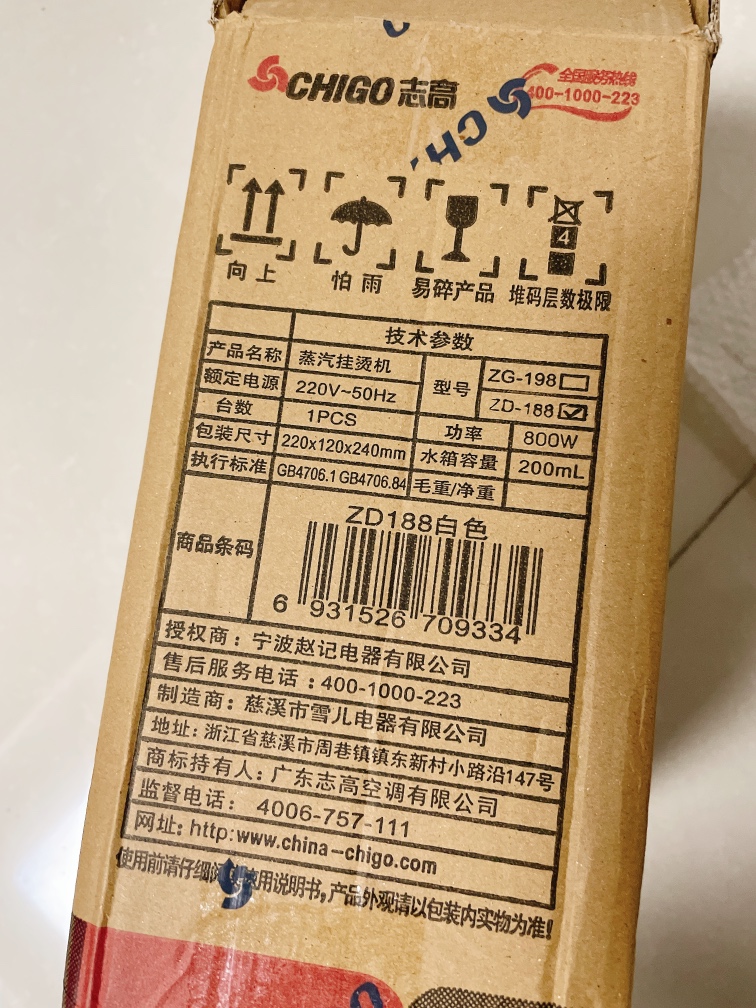 CHIGO 志高
全国服务热线
400-1000-223
CH
向上 怕雨 易碎产品 堆码层数极限
4
技术参数
产品名称 蒸汽挂烫机 型号 ZG-198
额定电源 220V~50Hz ZD-188
台数 1PCS 功率 800W
包装尺寸 220x120x240mm 水箱容量 200mL
执行标准 GB4706.1 GB4706.84 毛重/净重
商品条码
ZD188白色
6 931526 709334
授权商：宁波赵记电器有限公司
售后服务电话：400-1000-223
制造商：慈溪市雪儿电器有限公司
地址：浙江省慈溪市周巷镇镇东新村小路沿147号
商标持有人：广东志高空调有限公司
监督电话： 4006-757-111
网址：http:www.china-chigo.com
使用前请仔细阅 使用说明书，产品外观请以包装内实物为准！